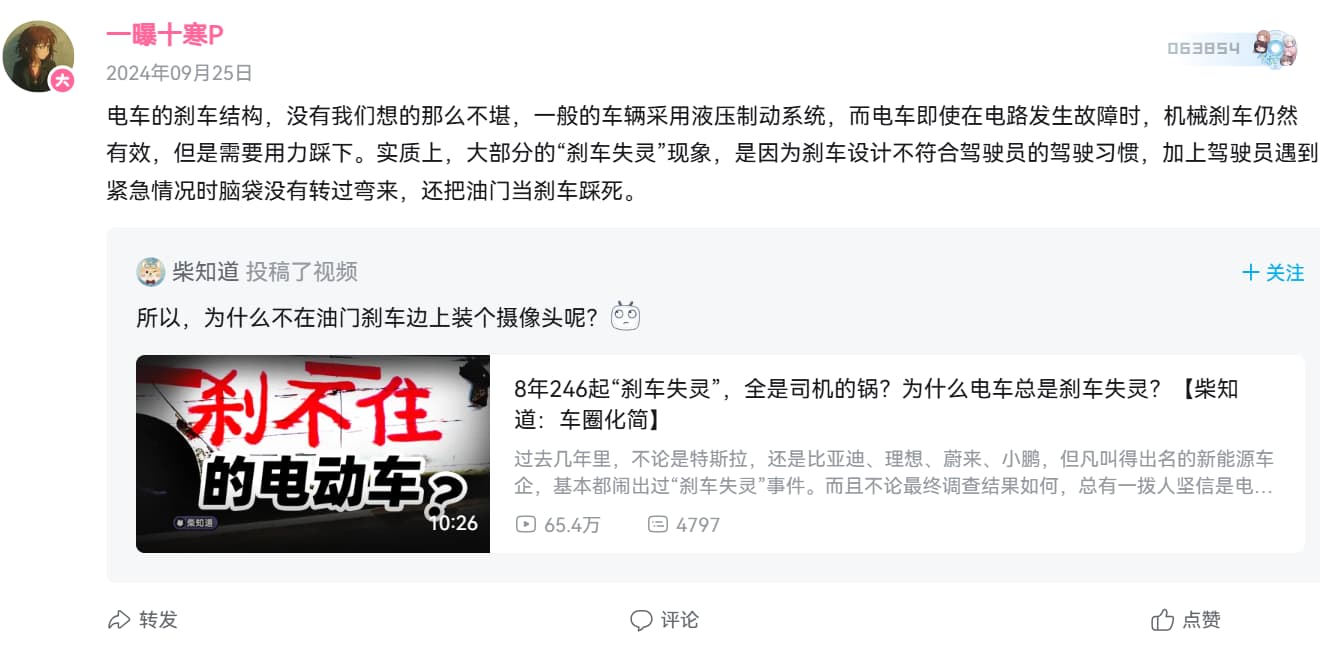 一曝十寒P
063854
大
2024年09月25日
电车的刹车结构，没有我们想的那么不堪，一般的车辆采用液压制动系统，而电车即使在电路发生故障时，机械刹车仍然
有效，但是需要用力踩下。实质上，大部分的“刹车失灵”现象，是因为刹车设计不符合驾驶员的驾驶习惯，加上驾驶员遇到
紧急情况时脑袋没有转过弯来，还把油门当刹车踩死。
柴知道 投稿了视频
＋ 关注
所以，为什么不在油门刹车边上装个摄像头呢？
刹不住
的电动车？
柴知道
10:26
8年246起“刹车失灵”，全是司机的锅？为什么电车总是刹车失灵？【柴知
道：车圈化简】
过去几年里，不论是特斯拉，还是比亚迪、理想、蔚来、小鹏，但凡叫得出名的新能源车
企，基本都闹出过“刹车失灵”事件。而且不论最终调查结果如何，总有一拨人坚信是电…
65.4万 4797
转发 评论 点赞